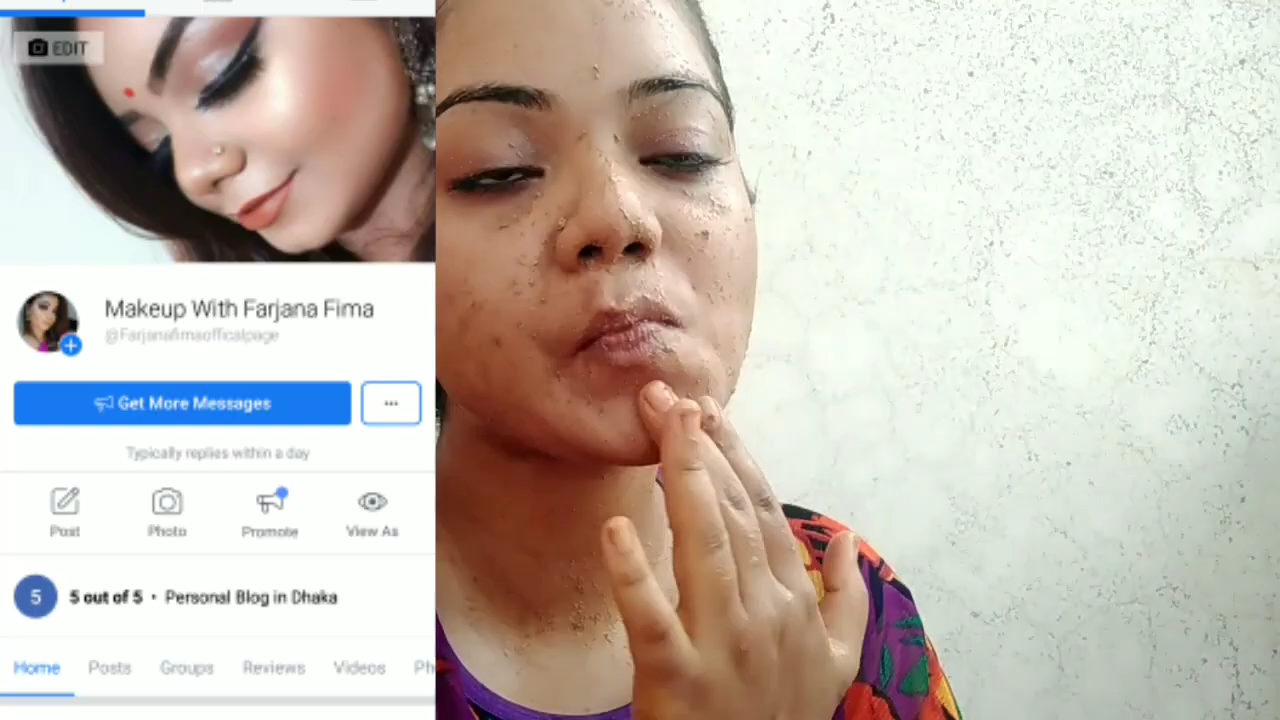 EDIT
Makeup With Farjana Fima
@Farjanafimaofficalpage
Get More Messages
...
Typically replies within a day
Post Photo Promote View As
5 5 out of 5 • Personal Blog in Dhaka
Home Posts Groups Reviews Videos Ph